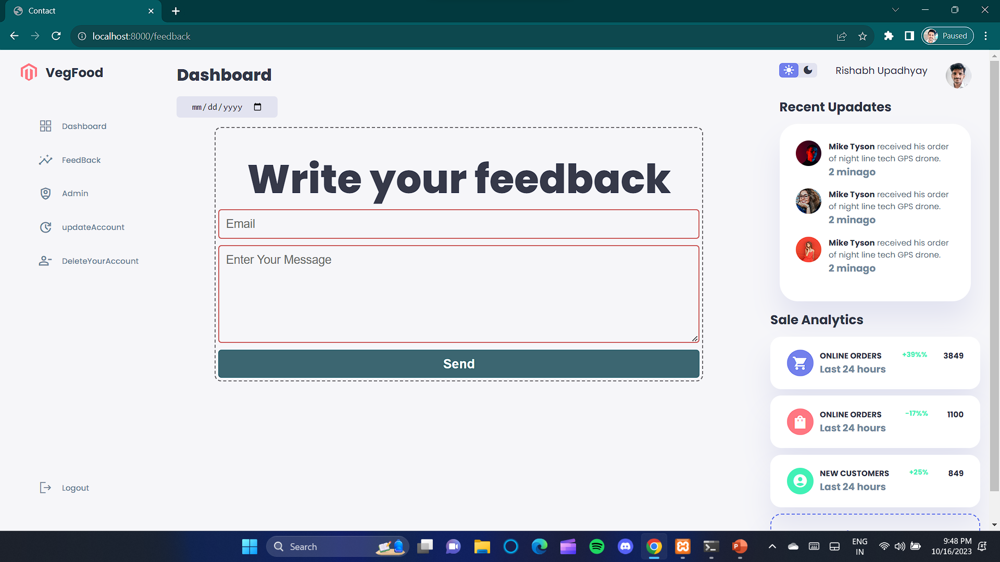 Contact
localhost:8000/feedback
Paused
VegFood
Dashboard
FeedBack
Admin
updateAccount
DeleteYourAccount
Logout
Dashboard
mm/dd/yyyy
Write your feedback
Email
Enter Your Message
Send
Rishabh Upadhyay
Recent Upadates
Mike Tyson received his order
of night line tech GPS drone.
2 minago
Mike Tyson received his order
of night line tech GPS drone.
2 minago
Mike Tyson received his order
of night line tech GPS drone.
2 minago
Sale Analytics
ONLINE ORDERS +39%% 3849
Last 24 hours
ONLINE ORDERS -17%% 1100
Last 24 hours
NEW CUSTOMERS +25% 849
Last 24 hours
Search
ENG
IN
9:48 PM
10/16/2023